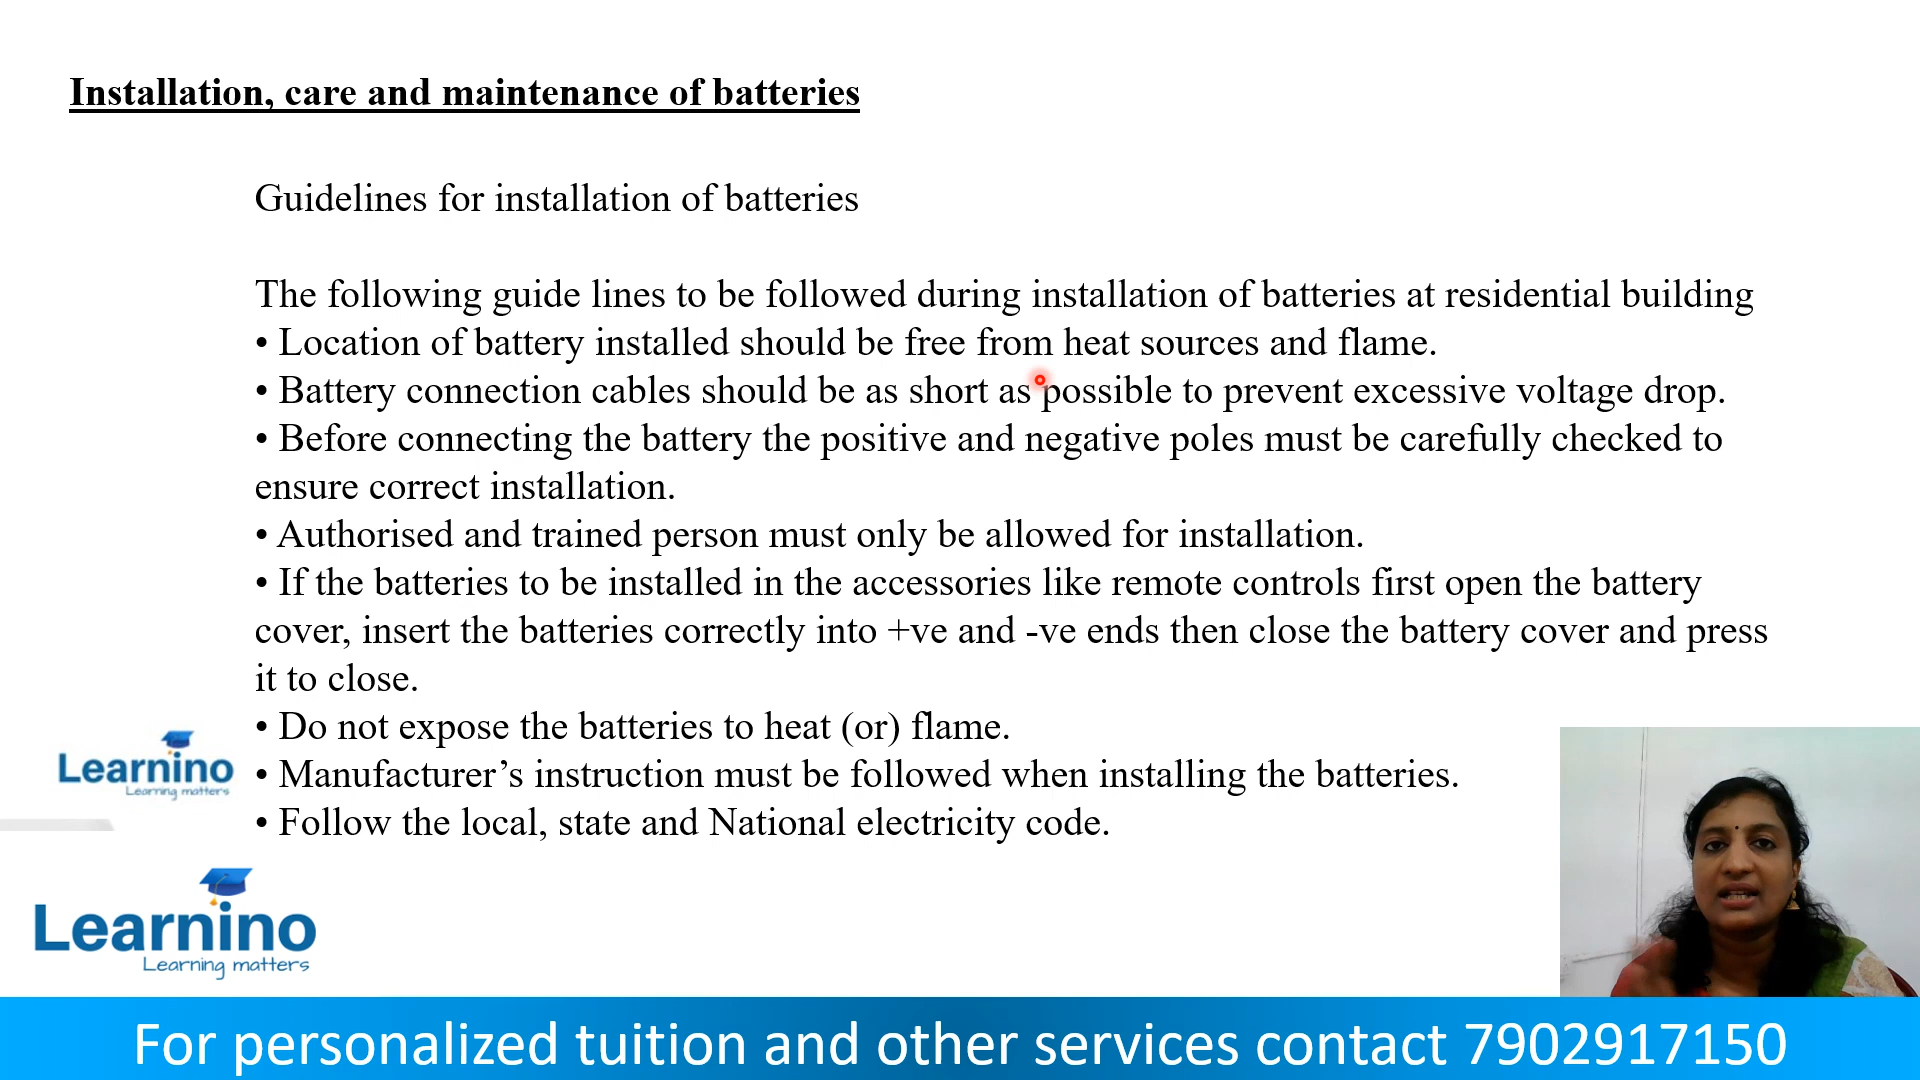 Installation, care and maintenance of batteries
Guidelines for installation of batteries
The following guide lines to be followed during installation of batteries at residential building
• Location of battery installed should be free from heat sources and flame.
• Battery connection cables should be as short as possible to prevent excessive voltage drop.
• Before connecting the battery the positive and negative poles must be carefully checked to
ensure correct installation.
• Authorised and trained person must only be allowed for installation.
• If the batteries to be installed in the accessories like remote controls first open the battery
cover, insert the batteries correctly into +ve and -ve ends then close the battery cover and press
it to close.
• Do not expose the batteries to heat (or) flame.
• Manufacturer’s instruction must be followed when installing the batteries.
• Follow the local, state and National electricity code.
Learnino
Learning matters
Learnino
Learning matters
For personalized tuition and other services contact 7902917150